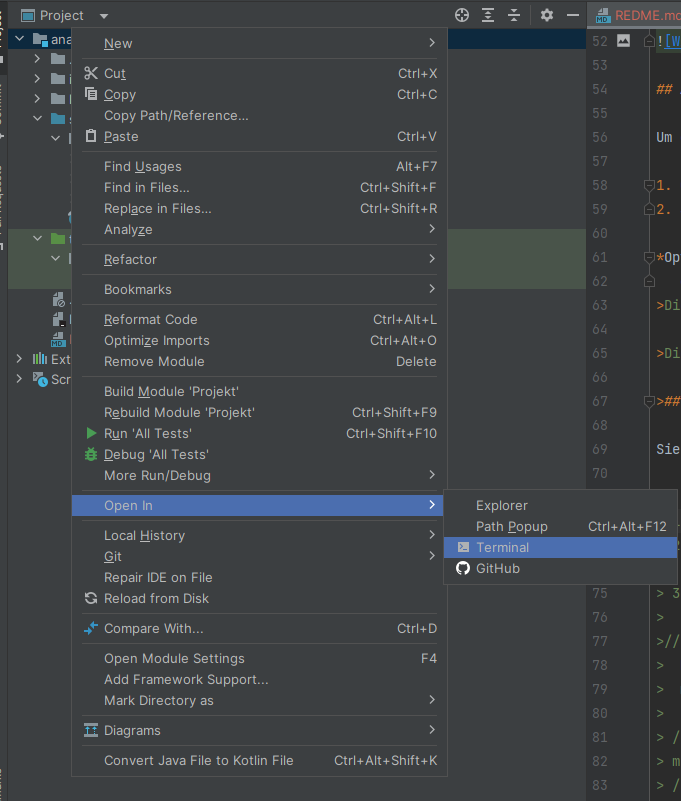 Project
REDME.md
ana
New
Cut Ctrl+X
Copy Ctrl+C
Copy Path/Reference...
Paste Ctrl+V
Find Usages Alt+F7
Find in Files... Ctrl+Shift+F
Replace in Files... Ctrl+Shift+R
Analyze
Refactor
Bookmarks
Reformat Code Ctrl+Alt+L
Optimize Imports Ctrl+Alt+O
Remove Module Delete
Ext
Scr
Build Module 'Projekt'
Rebuild Module 'Projekt' Ctrl+Shift+F9
Run 'All Tests' Ctrl+Shift+F10
Debug 'All Tests'
More Run/Debug
Open In
Local History
Git
Repair IDE on File
Reload from Disk
Compare With... Ctrl+D
Open Module Settings F4
Add Framework Support...
Mark Directory as
Diagrams
Convert Java File to Kotlin File Ctrl+Alt+Shift+K
Explorer
Path Popup Ctrl+Alt+F12
Terminal
GitHub
52 ![W
53
54 ##
55
56 Um
57
58 1.
59 2.
60
61 *Op
62
63 >Di
64
65 >Di
66
67 >##
68
69 Sie
70
75 > 3
76 >
77 >//
78 >
79 >
80 >
81 > /
82 > m
83 > /